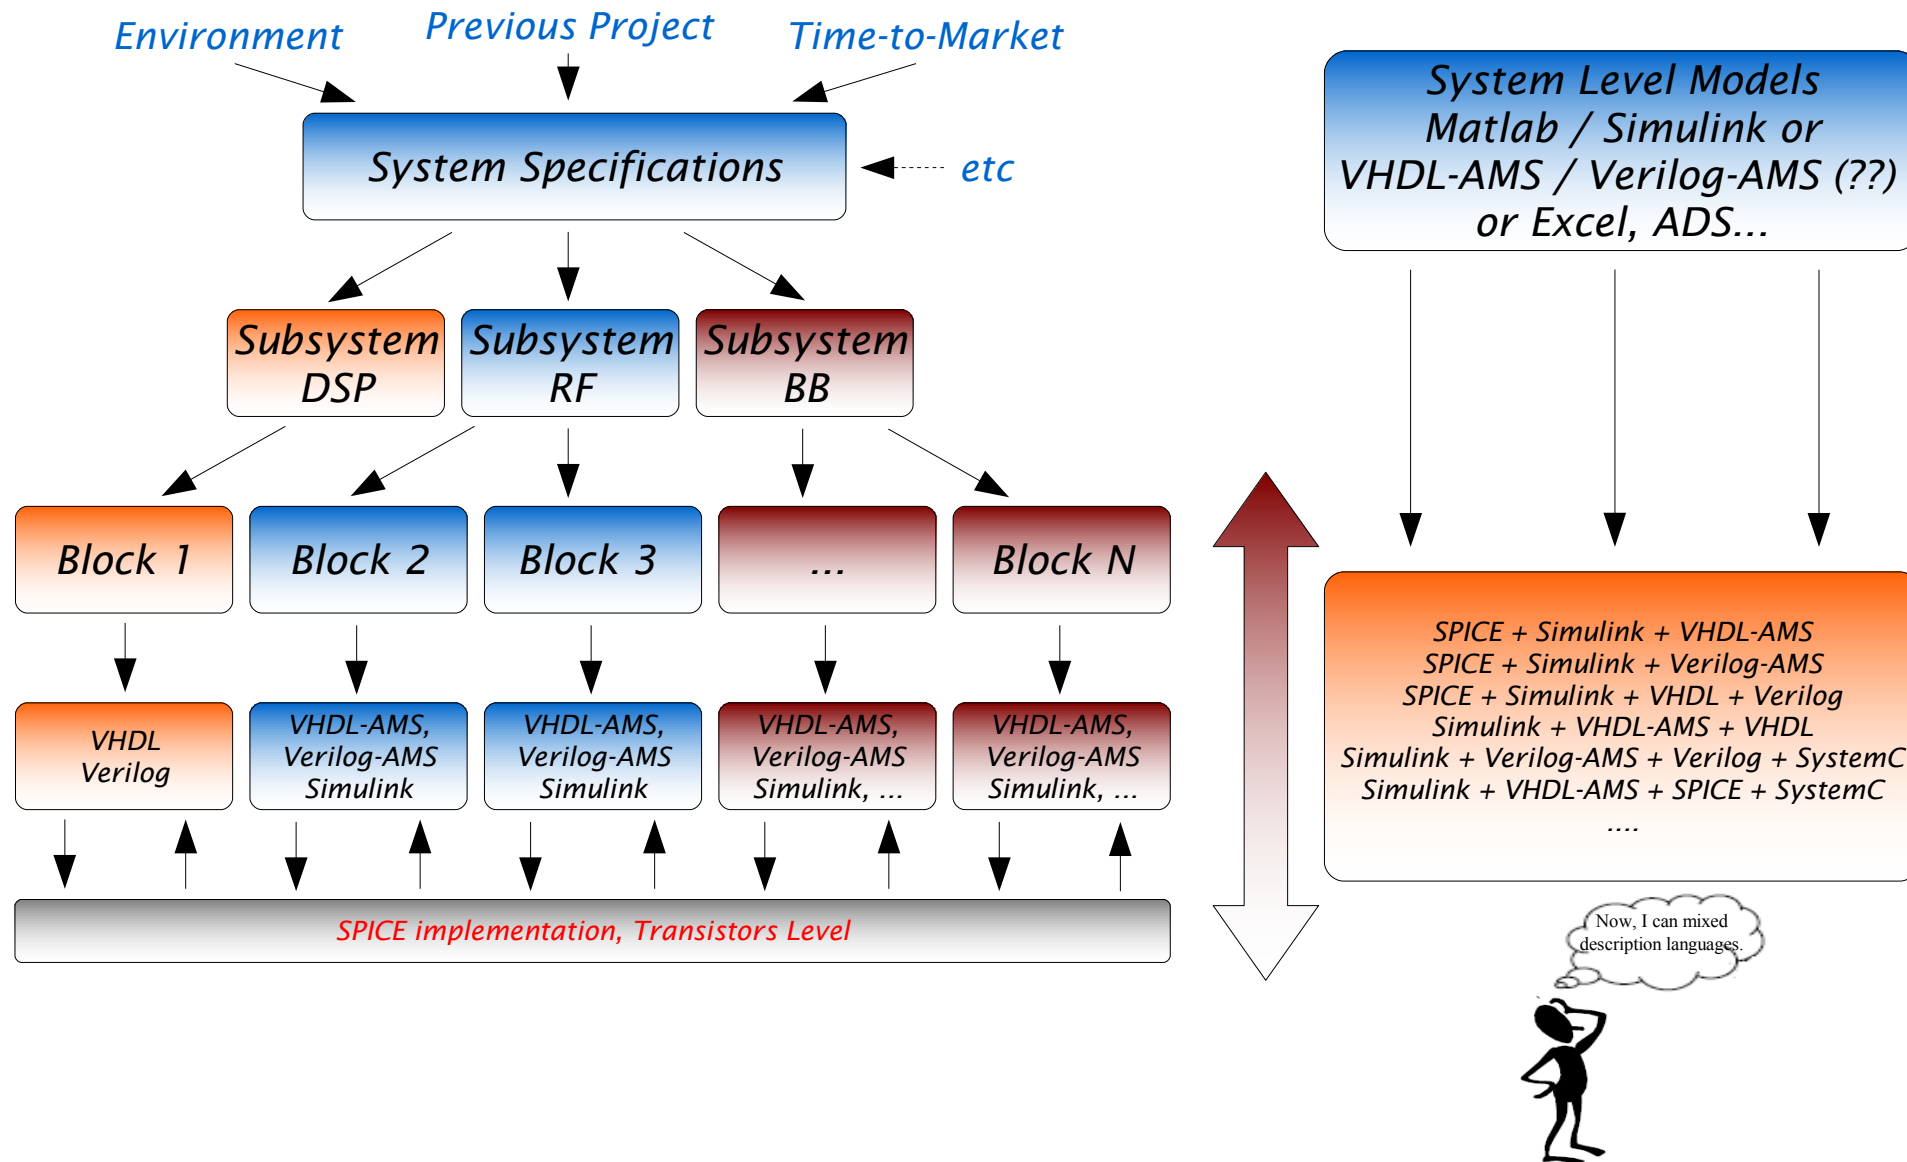 Environment
Previous Project
Time-to-Market
System Specifications
etc
Subsystem
DSP
Subsystem
RF
Subsystem
BB
Block 1
Block 2
Block 3
...
Block N
VHDL
Verilog
VHDL-AMS,
Verilog-AMS
Simulink
VHDL-AMS,
Verilog-AMS
Simulink
VHDL-AMS,
Verilog-AMS
Simulink, ...
VHDL-AMS,
Verilog-AMS
Simulink, ...
SPICE implementation, Transistors Level
System Level Models
Matlab / Simulink or
VHDL-AMS / Verilog-AMS (??)
or Excel, ADS...
SPICE + Simulink + VHDL-AMS
SPICE + Simulink + Verilog-AMS
SPICE + Simulink + VHDL + Verilog
Simulink + VHDL-AMS + VHDL
Simulink + Verilog-AMS + Verilog + SystemC
Simulink + VHDL-AMS + SPICE + SystemC
....
Now, I can mixed
description languages.